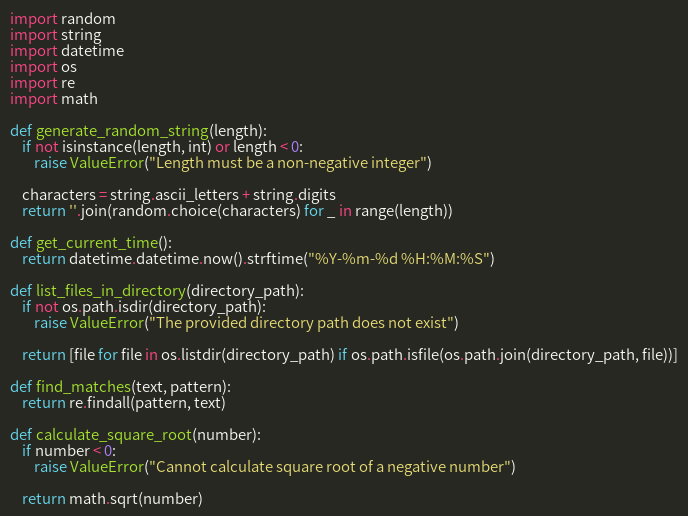 import random
import string
import datetime
import os
import re
import math

def generate_random_string(length):
    if not isinstance(length, int) or length < 0:
        raise ValueError("Length must be a non-negative integer")

    characters = string.ascii_letters + string.digits
    return ''.join(random.choice(characters) for _ in range(length))

def get_current_time():
    return datetime.datetime.now().strftime("%Y-%m-%d %H:%M:%S")

def list_files_in_directory(directory_path):
    if not os.path.isdir(directory_path):
        raise ValueError("The provided directory path does not exist")

    return [file for file in os.listdir(directory_path) if os.path.isfile(os.path.join(directory_path, file))]

def find_matches(text, pattern):
    return re.findall(pattern, text)

def calculate_square_root(number):
    if number < 0:
        raise ValueError("Cannot calculate square root of a negative number")

    return math.sqrt(number)